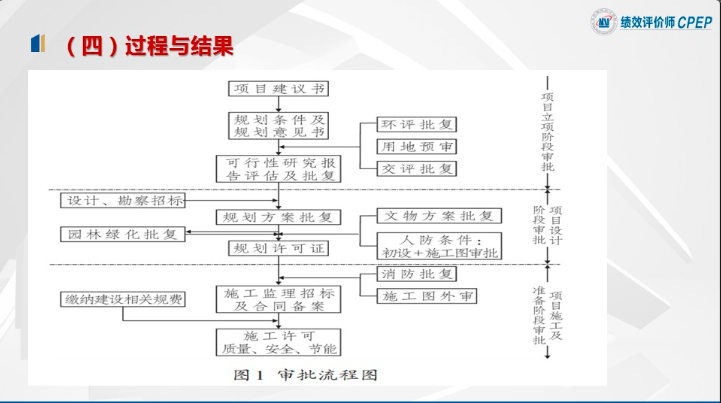 绩效评价师 CPEP
（四）过程与结果
项目建议书
规划条件及
规划意见书
环评批复
用地预审
交评批复
可行性研究报
告评估及批复
项目立项阶段审批
设计、勘察招标
规划方案批复
文物方案批复
园林绿化批复
规划许可证
人防条件：
初设+施工图审批
项目设计
阶段审批
消防批复
施工图外审
缴纳建设相关规费
施工监理招标
及合同备案
施工许可
质量、安全、节能
项目施工及
准备阶段审批
图1 审批流程图